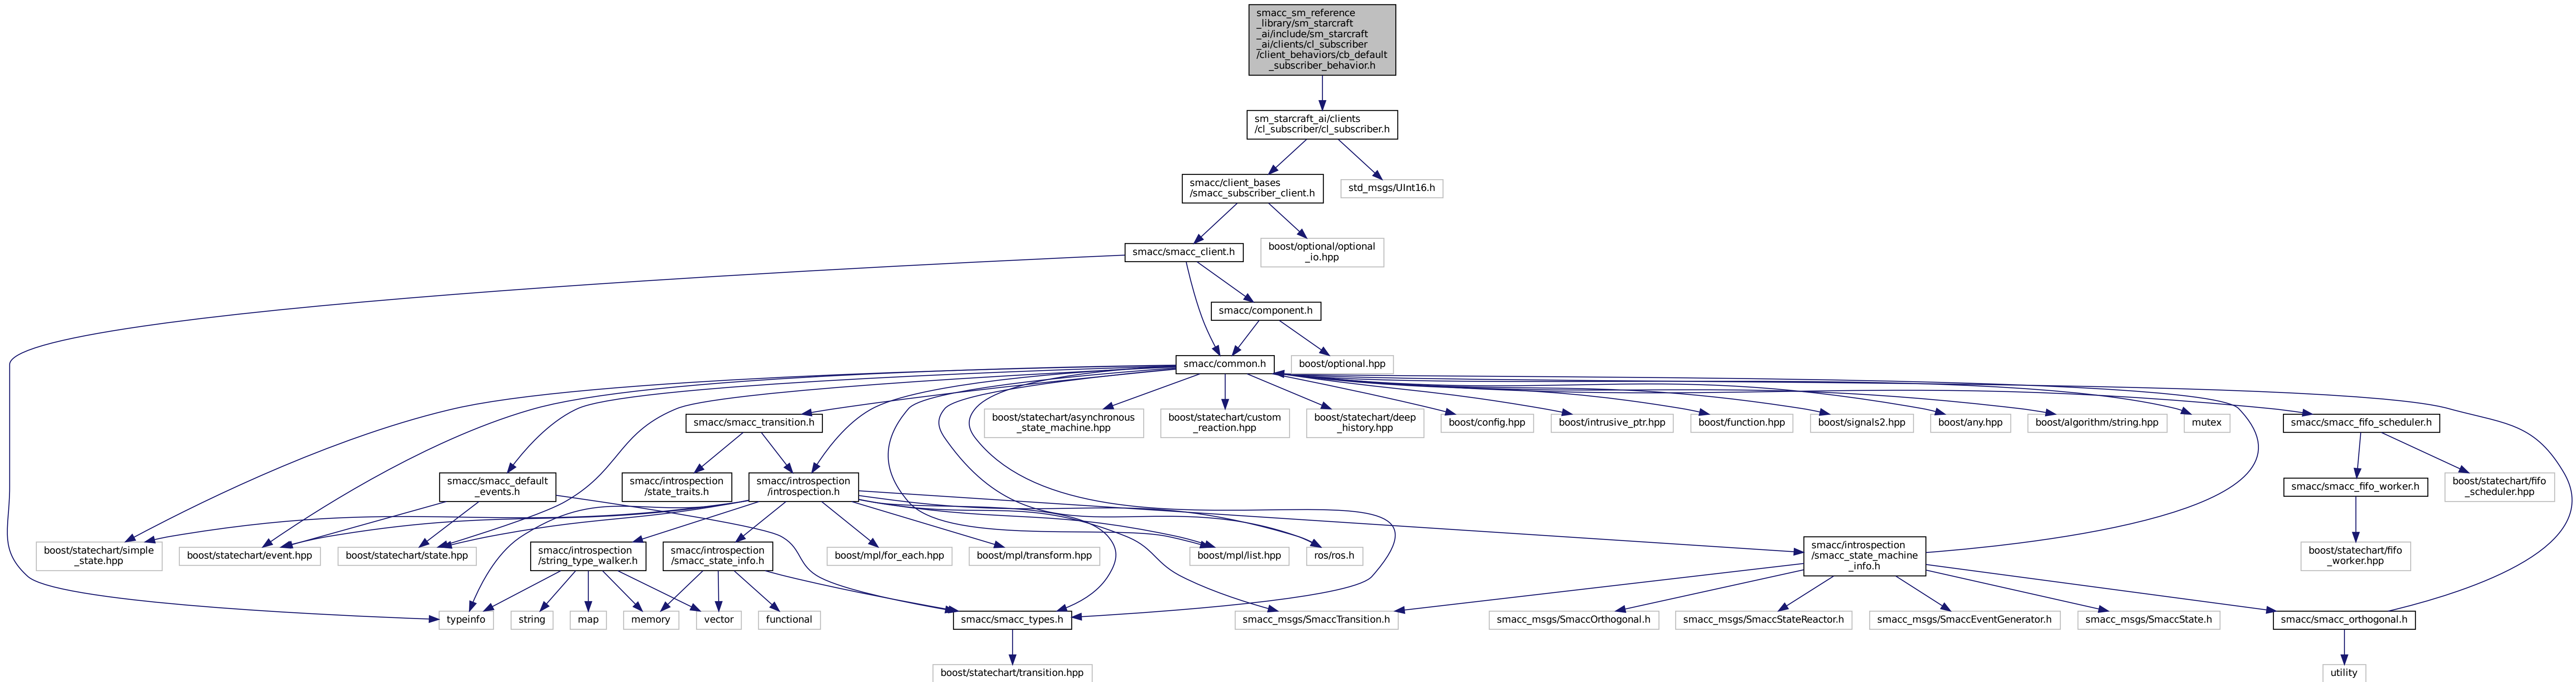 smacc_sm_reference
_library/sm_starcraft
_ai/include/sm_starcraft
_ai/clients/cl_subscriber
/client_behaviors/cb_default
_subscriber_behavior.h
sm_starcraft_ai/clients
/cl_subscriber/cl_subscriber.h
smacc/client_bases
/smacc_subscriber_client.h
std_msgs/UInt16.h
smacc/smacc_client.h
boost/optional/optional
_io.hpp
smacc/component.h
smacc/common.h
boost/optional.hpp
smacc/smacc_transition.h
boost/statechart/asynchronous
_state_machine.hpp
boost/statechart/custom
_reaction.hpp
boost/statechart/deep
_history.hpp
boost/config.hpp
boost/intrusive_ptr.hpp
boost/function.hpp
boost/signals2.hpp
boost/any.hpp
boost/algorithm/string.hpp
mutex
smacc/smacc_fifo_scheduler.h
smacc/smacc_default
_events.h
smacc/introspection
/state_traits.h
smacc/introspection
/introspection.h
smacc/smacc_fifo_worker.h
boost/statechart/fifo
_scheduler.hpp
boost/statechart/simple
_state.hpp
boost/statechart/event.hpp
boost/statechart/state.hpp
smacc/introspection
/string_type_walker.h
smacc/introspection
/smacc_state_info.h
boost/mpl/for_each.hpp
boost/mpl/transform.hpp
boost/mpl/list.hpp
ros/ros.h
smacc/introspection
/smacc_state_machine
_info.h
boost/statechart/fifo
_worker.hpp
typeinfo
string
map
memory
vector
functional
smacc/smacc_types.h
smacc_msgs/SmaccTransition.h
smacc_msgs/SmaccOrthogonal.h
smacc_msgs/SmaccStateReactor.h
smacc_msgs/SmaccEventGenerator.h
smacc_msgs/SmaccState.h
smacc/smacc_orthogonal.h
boost/statechart/transition.hpp
utility